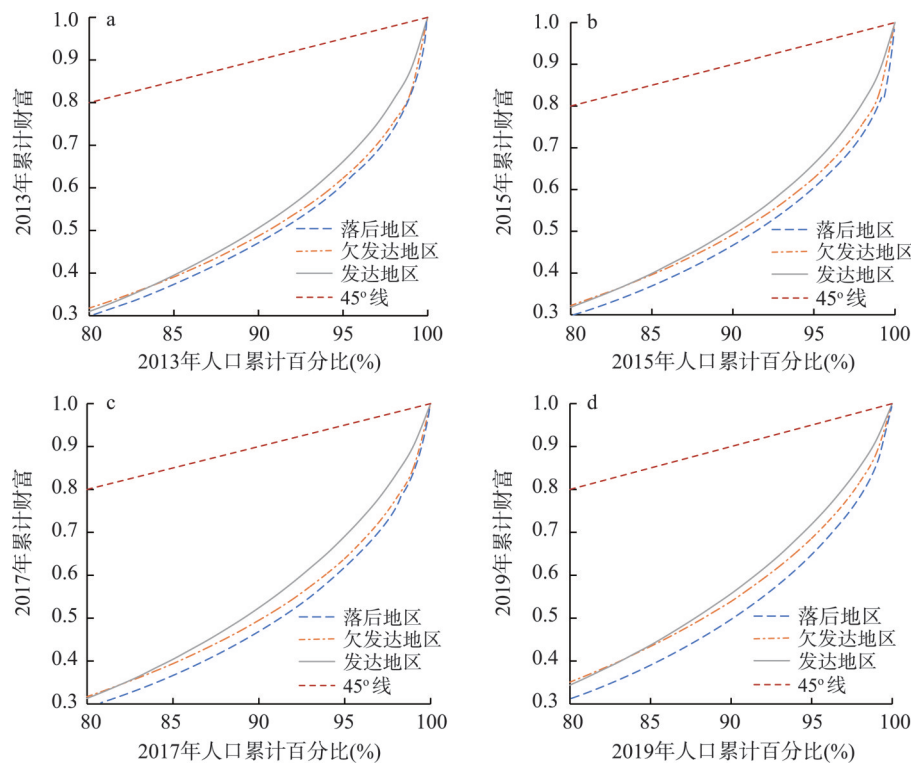 a
1.0
0.9
0.8
0.7
0.6
0.5
0.4
0.3
2013年累计财富
落后地区
欠发达地区
发达地区
45°线
80
85
90
95
100
2013年人口累计百分比(%)
b
1.0
0.9
0.8
0.7
0.6
0.5
0.4
0.3
2015年累计财富
落后地区
欠发达地区
发达地区
45°线
80
85
90
95
100
2015年人口累计百分比(%)
c
1.0
0.9
0.8
0.7
0.6
0.5
0.4
0.3
2017年累计财富
落后地区
欠发达地区
发达地区
45°线
80
85
90
95
100
2017年人口累计百分比(%)
d
1.0
0.9
0.8
0.7
0.6
0.5
0.4
0.3
2019年累计财富
落后地区
欠发达地区
发达地区
45°线
80
85
90
95
100
2019年人口累计百分比(%)